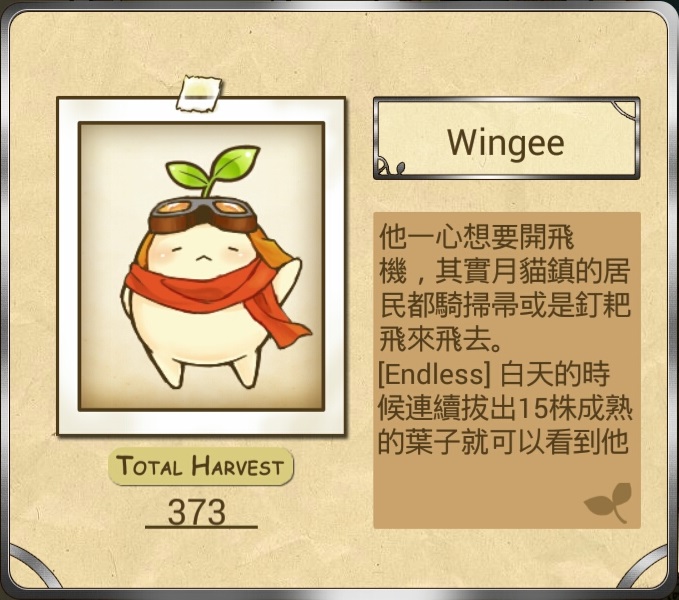 Wingee
他一心想要開飛
機，其實月貓鎮的居
民都騎掃帚或是釘耙
飛來飛去。
[Endless] 白天的時
候連續拔出15株成熟
的葉子就可以看到他
TOTAL HARVEST
373